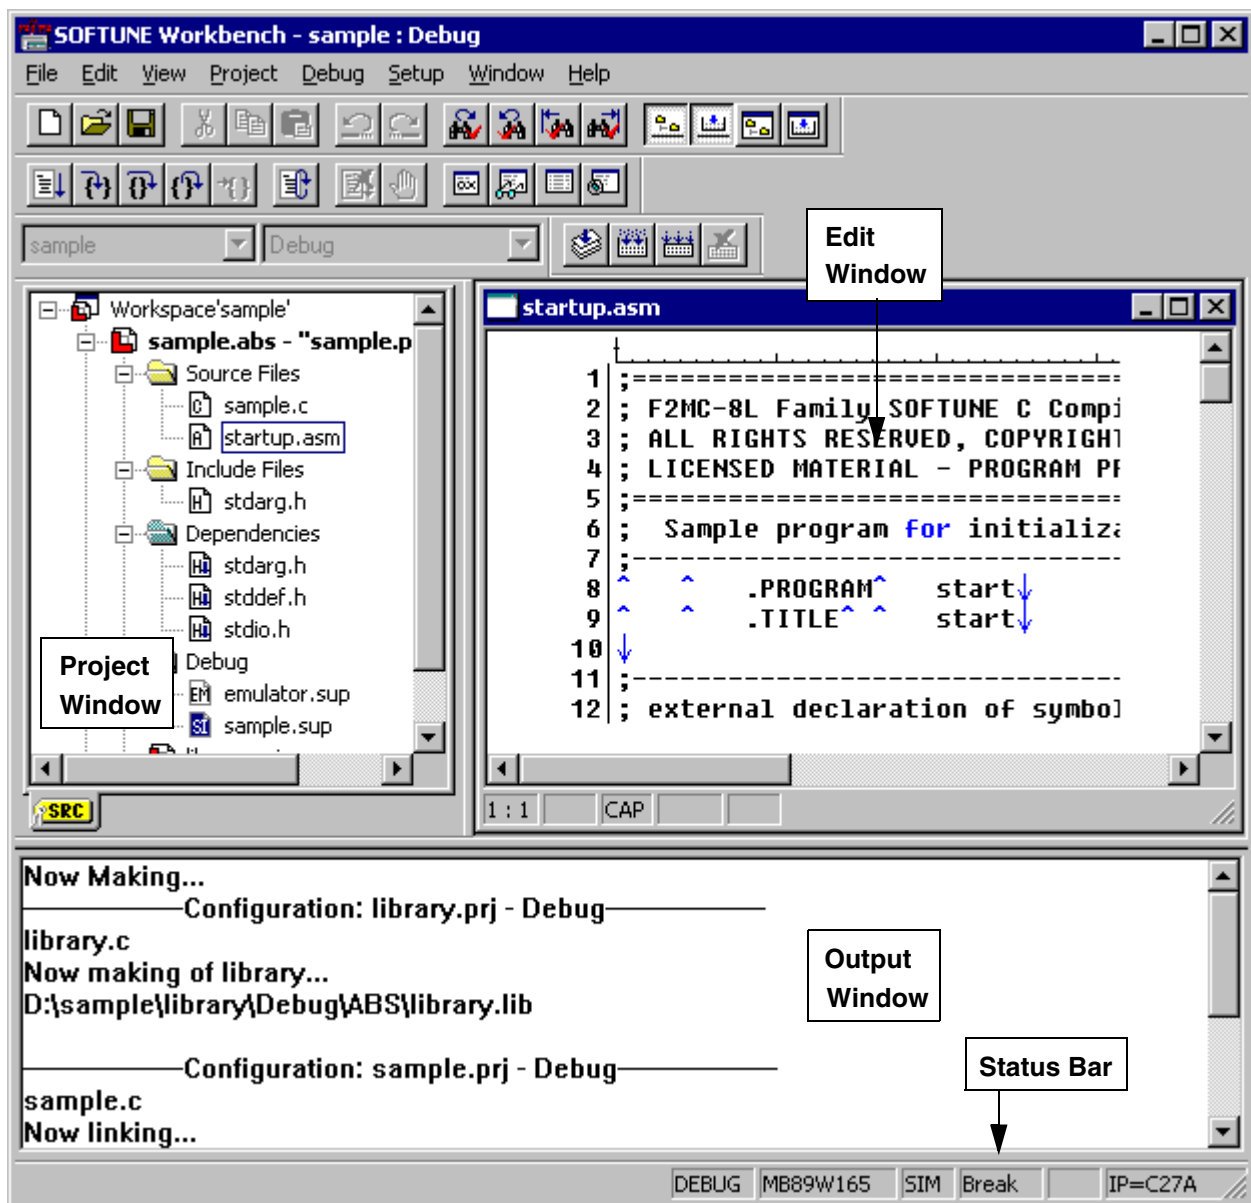 SOFTUNE Workbench - sample : Debug
File Edit View Project Debug Setup Window Help
sample Debug
Edit
Window
Workspace'sample'
sample.abs - "sample.p
Source Files
sample.c
startup.asm
Include Files
stdarg.h
Dependencies
stdarg.h
stddef.h
stdio.h
Debug
emulator.sup
sample.sup
Project
Window
SRC
startup.asm
1 ;==============================
2 ; F2MC-8L Family SOFTUNE C Compi
3 ; ALL RIGHTS RESERVED, COPYRIGHT
4 ; LICENSED MATERIAL - PROGRAM PR
5 ;==============================
6 ;  Sample program for initializa
7 ;------------------------------
8 ^ ^ .PROGRAM^ start↓
9 ^ ^ .TITLE^ ^ start↓
10 ↓
11 ;------------------------------
12 ; external declaration of symbol
1 : 1 CAP
Now Making...
----------Configuration: library.prj - Debug----------
library.c
Now making of library...
D:\sample\library\Debug\ABS\library.lib
----------Configuration: sample.prj - Debug----------
sample.c
Now linking...
Output
Window
Status Bar
DEBUG MB89W165 SIM Break IP=C27A